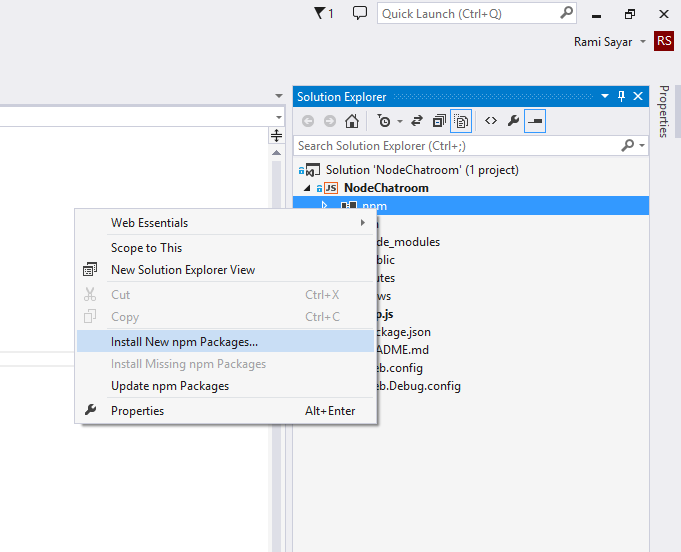 1
Quick Launch (Ctrl+Q)
Rami Sayar
RS
Solution Explorer
Properties
Search Solution Explorer (Ctrl+;)
Solution 'NodeChatroom' (1 project)
JS NodeChatroom
npm
Web Essentials
Scope to This
New Solution Explorer View
Cut Ctrl+X
Copy Ctrl+C
Install New npm Packages...
Install Missing npm Packages
Update npm Packages
Properties Alt+Enter
de_modules
blic
utes
ws
p.js
ckage.json
ADME.md
eb.config
eb.Debug.config